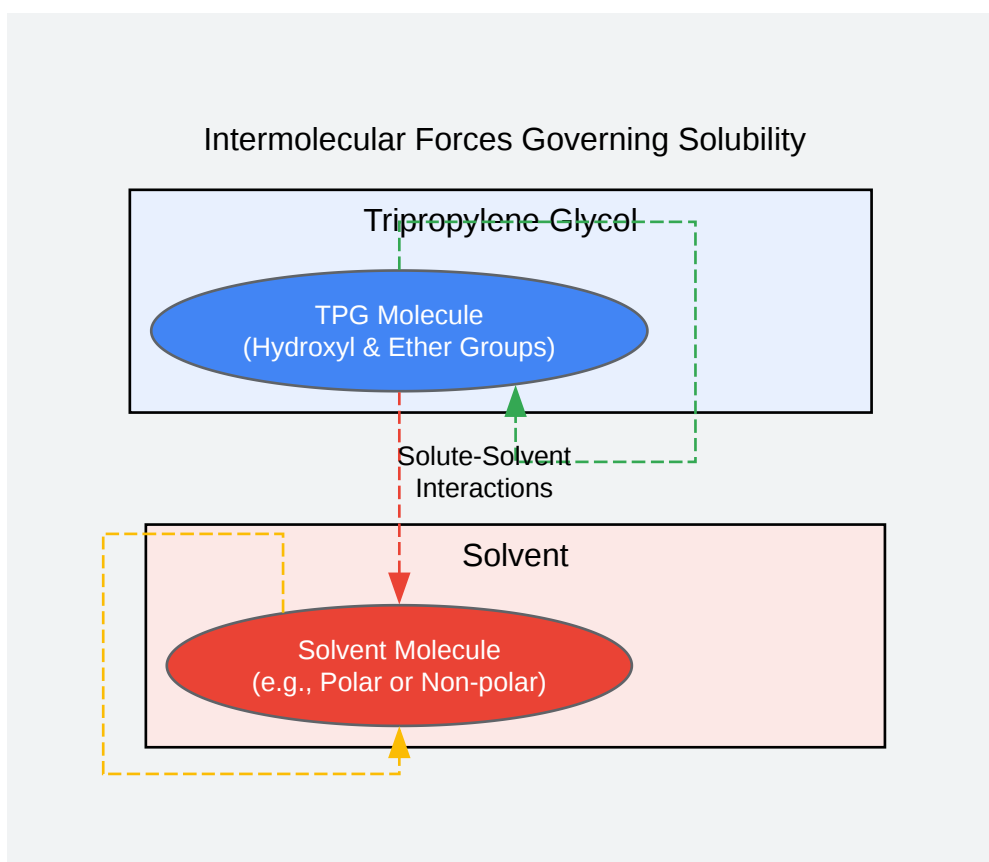 Intermolecular Forces Governing Solubility
Tripropylene Glycol
TPG Molecule
(Hydroxyl & Ether Groups)
Solute-Solvent
Interactions
Solvent
Solvent Molecule
(e.g., Polar or Non-polar)